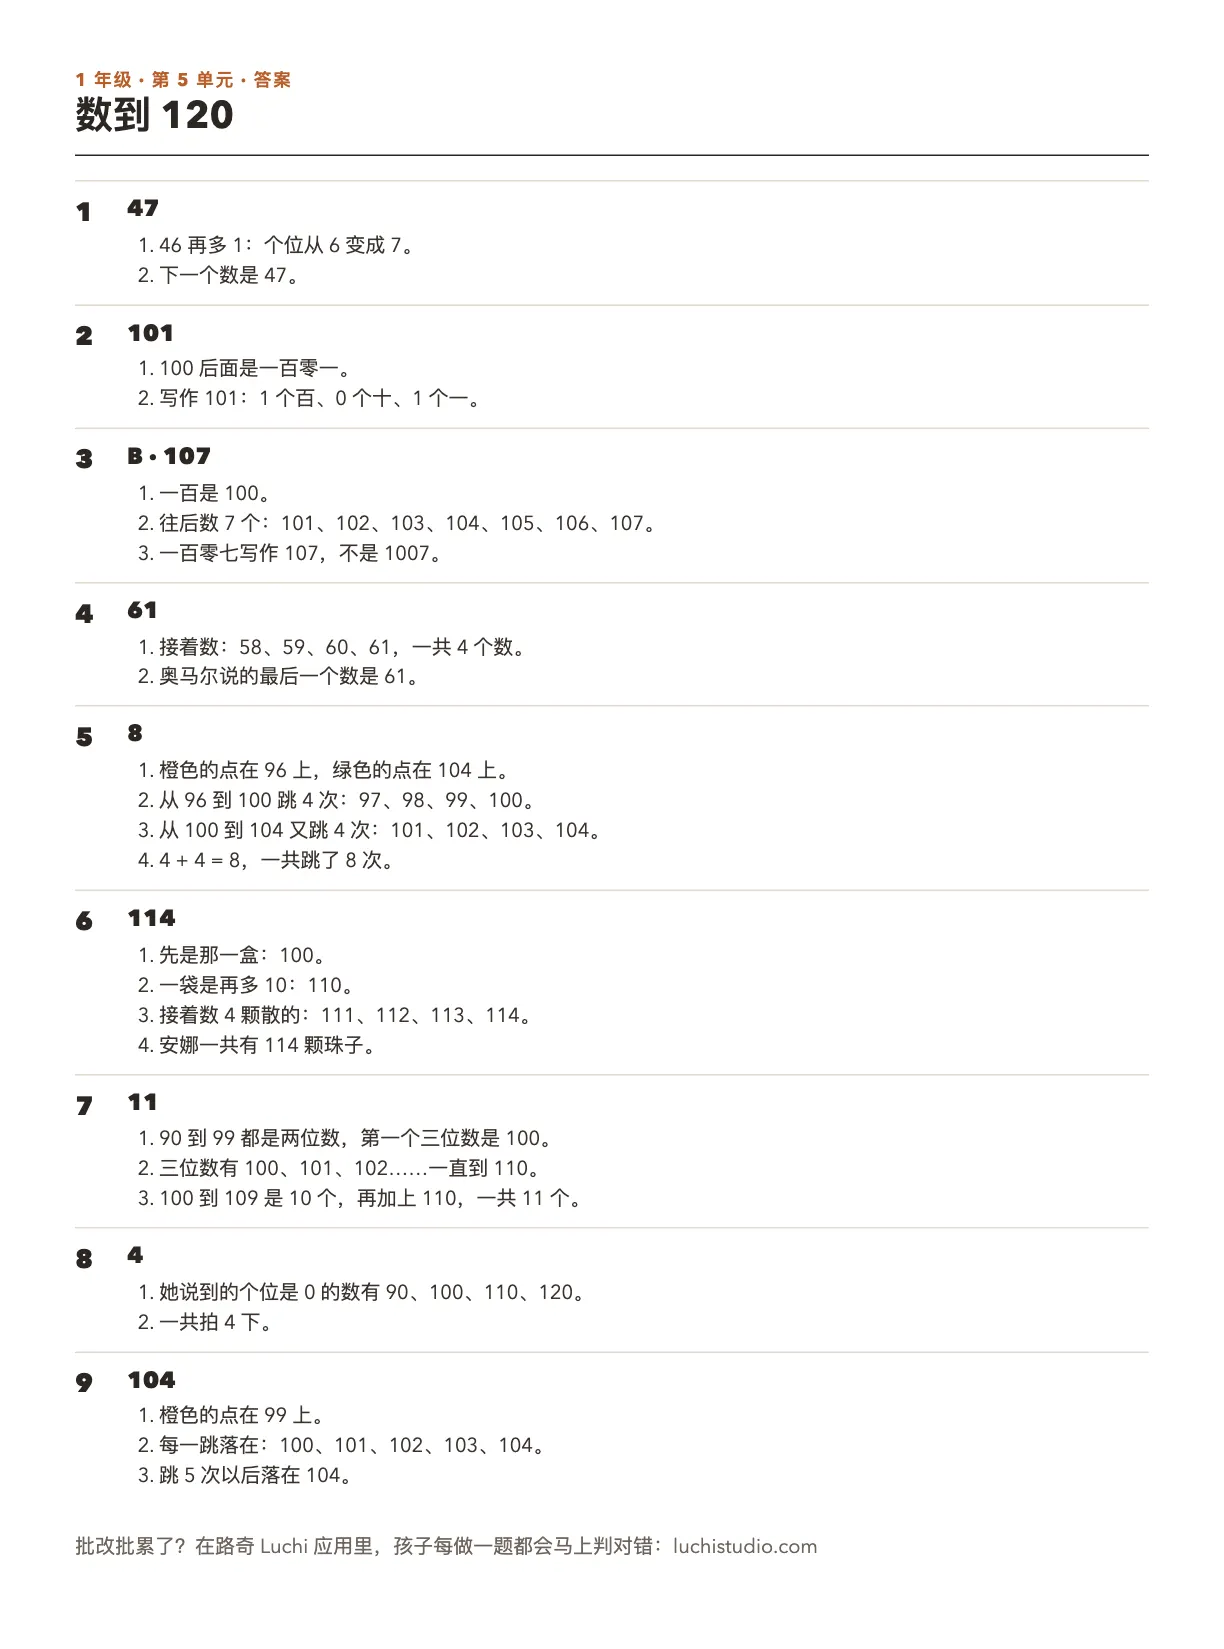 1 年级 · 第 5 单元 · 答案
数到 120
1 47
1. 46 再多 1：个位从 6 变成 7。
2. 下一个数是 47。
2 101
1. 100 后面是一百零一。
2. 写作 101：1 个百、0 个十、1 个一。
3 B · 107
1. 一百是 100。
2. 往后数 7 个：101、102、103、104、105、106、107。
3. 一百零七写作 107，不是 1007。
4 61
1. 接着数：58、59、60、61，一共 4 个数。
2. 奥马尔说的最后一个数是 61。
5 8
1. 橙色的点在 96 上，绿色的点在 104 上。
2. 从 96 到 100 跳 4 次：97、98、99、100。
3. 从 100 到 104 又跳 4 次：101、102、103、104。
4. 4 + 4 = 8，一共跳了 8 次。
6 114
1. 先是那一盒：100。
2. 一袋是再多 10：110。
3. 接着数 4 颗散的：111、112、113、114。
4. 安娜一共有 114 颗珠子。
7 11
1. 90 到 99 都是两位数，第一个三位数是 100。
2. 三位数有 100、101、102……一直到 110。
3. 100 到 109 是 10 个，再加上 110，一共 11 个。
8 4
1. 她说到的个位是 0 的数有 90、100、110、120。
2. 一共拍 4 下。
9 104
1. 橙色的点在 99 上。
2. 每一跳落在：100、101、102、103、104。
3. 跳 5 次以后落在 104。
批改批累了？在路奇 Luchi 应用里，孩子每做一题都会马上判对错：luchistudio.com